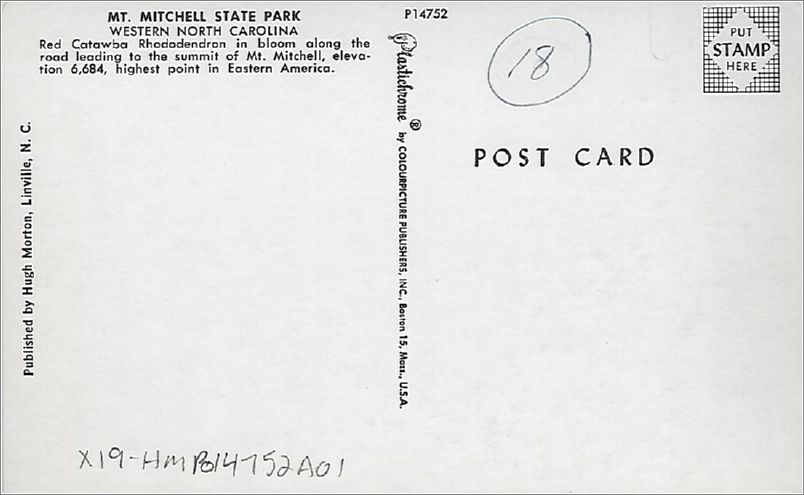 MT. MITCHELL STATE PARK
WESTERN NORTH CAROLINA
Red Catawba Rhododendron in bloom along the
road leading to the summit of Mt. Mitchell, eleva-
tion 6,684, highest point in Eastern America.
Published by Hugh Morton, Linville, N. C.
P14752
Plastichrome ® by COLOURPICTURE PUBLISHERS, INC., Boston 15, Mass., U.S.A.
18
PUT
STAMP
HERE
POST CARD
X19-HMP14752A01